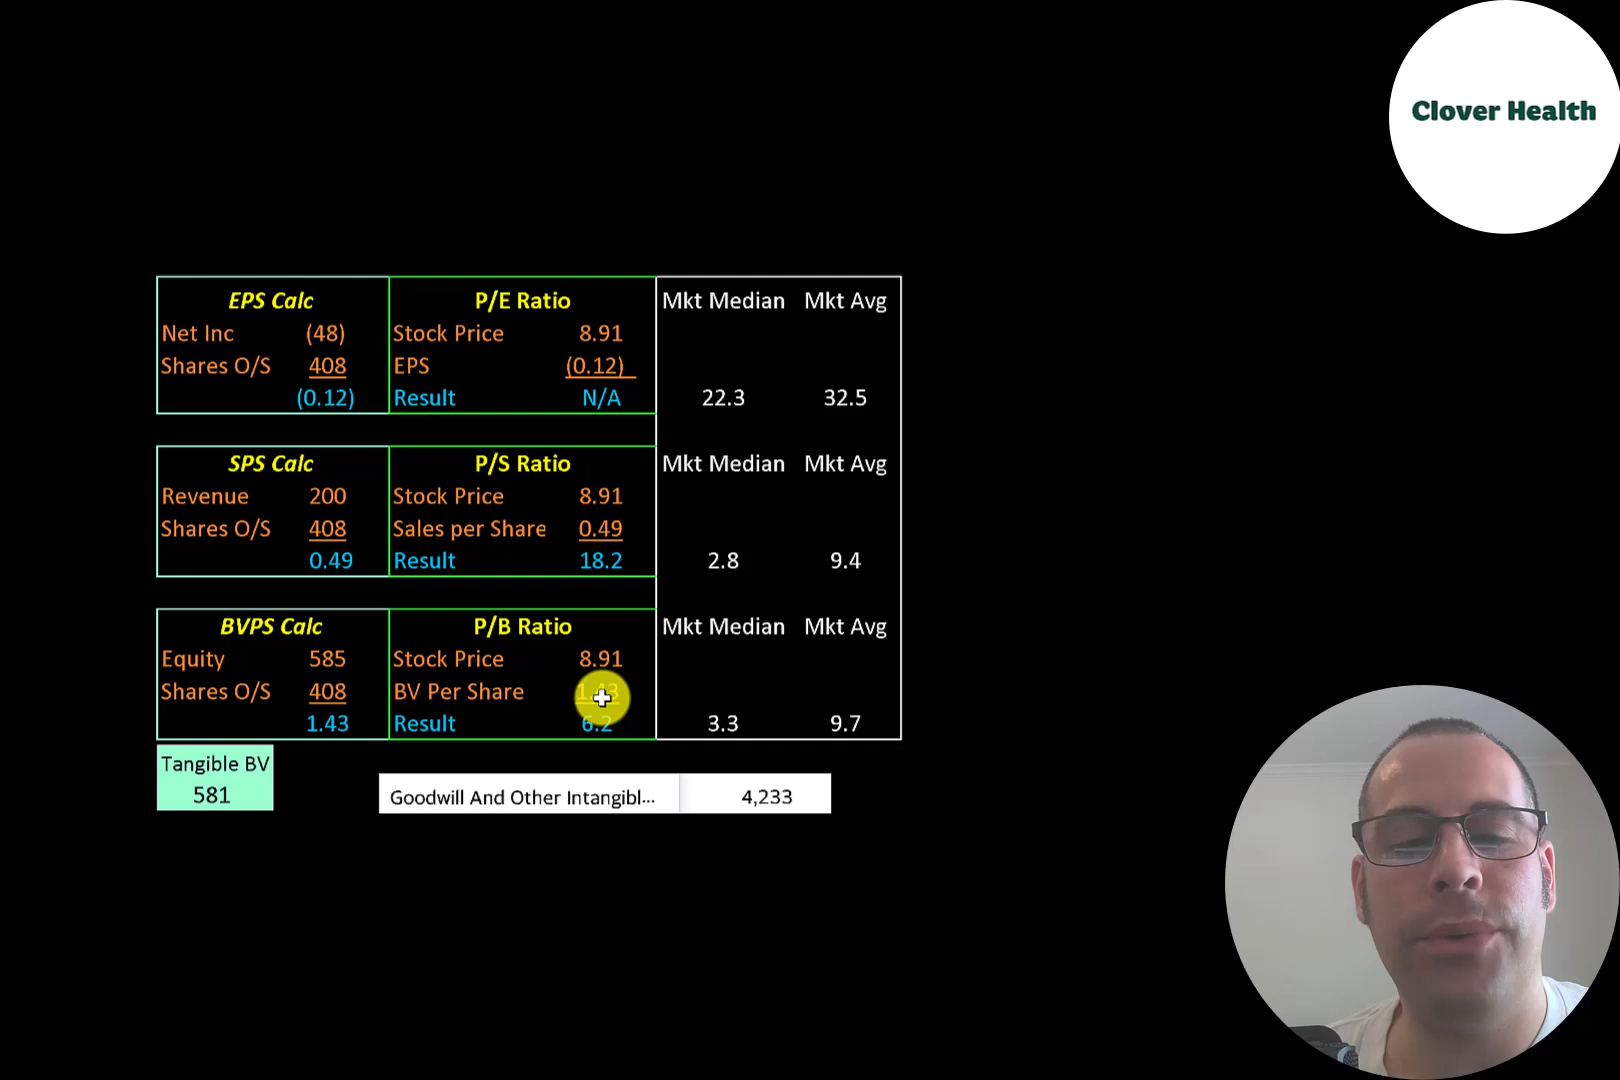 Clover Health
EPS Calc P/E Ratio Mkt Median Mkt Avg
Net Inc (48) Stock Price 8.91
Shares O/S 408 EPS (0.12)
(0.12) Result N/A 22.3 32.5
SPS Calc P/S Ratio Mkt Median Mkt Avg
Revenue 200 Stock Price 8.91
Shares O/S 408 Sales per Share 0.49
0.49 Result 18.2 2.8 9.4
BVPS Calc P/B Ratio Mkt Median Mkt Avg
Equity 585 Stock Price 8.91
Shares O/S 408 BV Per Share
1.43 Result 6.2 3.3 9.7
Tangible BV
581
Goodwill And Other Intangibl... 4,233